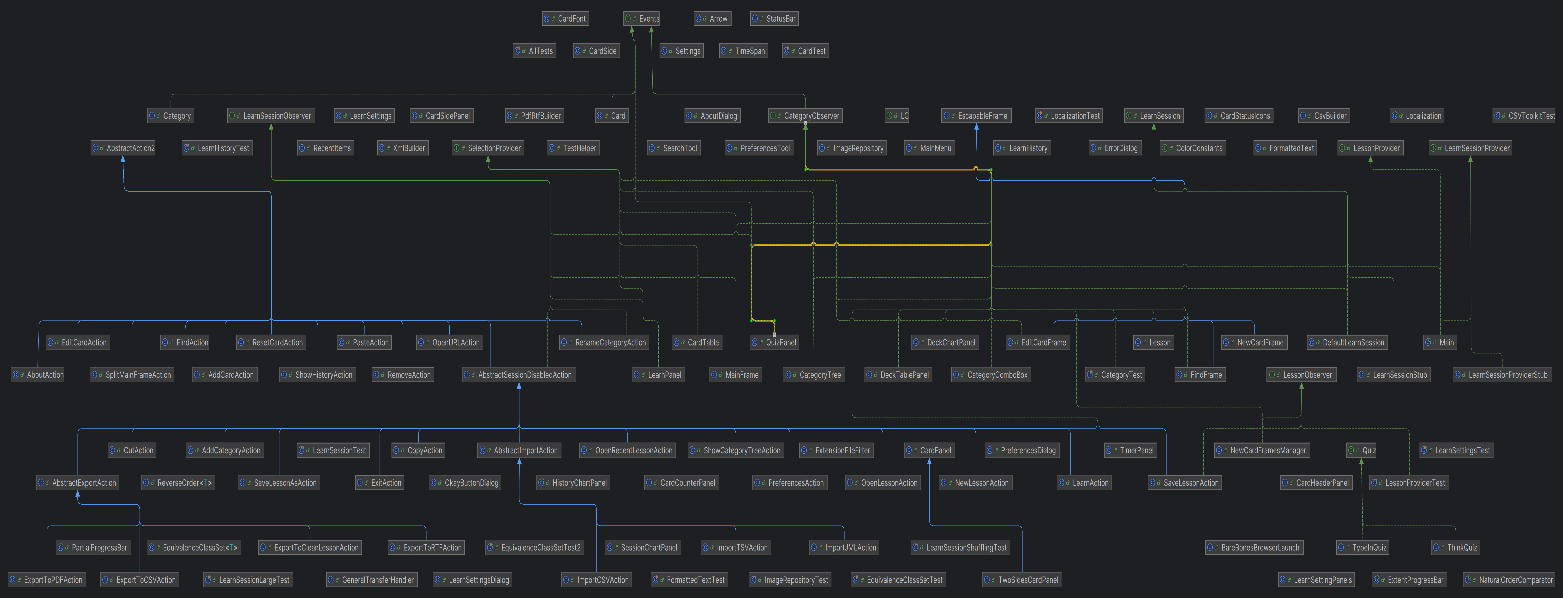 CardFont Events Arrow StatusBar
AllTests CardSide Settings TimeSpan CardTest
Category LearnSessionObserver LearnSettings CardSidePanel PdfRtfBuilder Card AboutDialog CategoryObserver LC EscapableFrame LocalizationTest LearnSession CardStatusIcons CsvBuilder Localization CSVToolkitTest
AbstractAction2 LearnHistoryTest RecentItems XmlBuilder SelectionProvider TestHelper SearchTool PreferencesTool ImageRepository MainMenu LearnHistory ErrorDialog ColorConstants FormattedText LessonProvider LearnSessionProvider
EditCardAction FindAction ResetCardAction PasteAction OpenURLAction RenameCategoryAction CardTable QuizPanel DeckChartPanel EditCardFrame Lesson NewCardFrame DefaultLearnSession Main
AboutAction SplitMainFrameAction AddCardAction ShowHistoryAction RemoveAction AbstractSessionDisabledAction LearnPanel MainFrame CategoryTree DeckTablePanel CategoryComboBox CategoryTest FindFrame LessonObserver LearnSessionStub LearnSessionProviderStub
CutAction AddCategoryAction LearnSessionTest CopyAction AbstractImportAction OpenRecentLessonAction ShowCategoryTreeAction ExtensionFileFilter CardPanel PreferencesDialog TimerPanel NewCardFramesManager Quiz LearnSettingsTest
AbstractExportAction ReverseOrder<T> SaveLessonAsAction ExitAction OkayButtonDialog HistoryChartPanel CardCounterPanel PreferencesAction OpenLessonAction NewLessonAction LearnAction SaveLessonAction CardHeaderPanel LessonProviderTest
PartialProgressBar EquivalenceClassSet<T> ExportToCleanLessonAction ExportToRTFAction EquivalenceClassSetTest2 SessionChartPanel ImportTSVAction ImportUMLAction LearnSessionShufflingTest BareBonesBrowserLaunch TypeInQuiz ThinkQuiz
ExportToPDFAction ExportToCSVAction LearnSessionLargeTest GeneralTransferHandler LearnSettingsDialog ImportCSVAction FormattedTextTest ImageRepositoryTest EquivalenceClassSetTest TwoSidesCardPanel LearnSettingPanels ExtentProgressBar NaturalOrderComparator